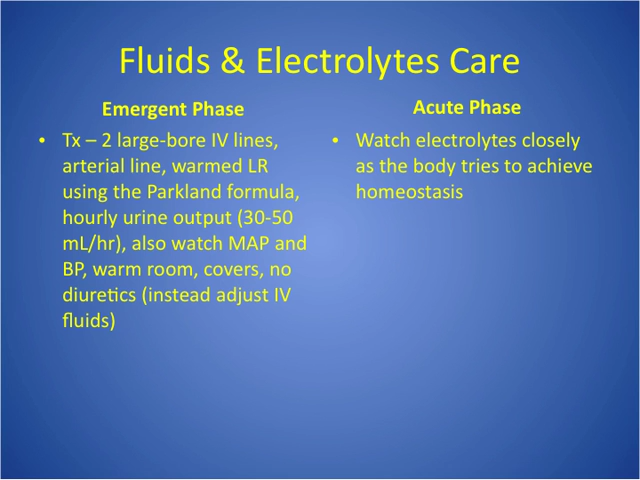 Fluids & Electrolytes Care
Emergent Phase
• Tx – 2 large-bore IV lines,
arterial line, warmed LR
using the Parkland formula,
hourly urine output (30-50
mL/hr), also watch MAP and
BP, warm room, covers, no
diuretics (instead adjust IV
fluids)
Acute Phase
• Watch electrolytes closely
as the body tries to achieve
homeostasis